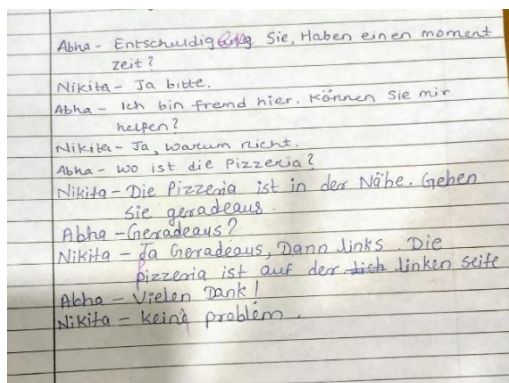 Abha - Entschuldigung Sie, Haben einen moment
zeit?
Nikita - Ja bitte.
Abha - Ich bin fremd hier. Können Sie mir
helfen?
Nikita - Ja, warum nicht.
Abha - wo ist die Pizzeria?
Nikita - Die Pizzeria ist in der Nähe. Gehen
sie geradeaus.
Abha - Geradeaus?
Nikita - Ja Geradeaus, Dann links. Die
pizzeria ist auf der linken seite
Abha - Vielen Dank!
Nikita - keine problem.